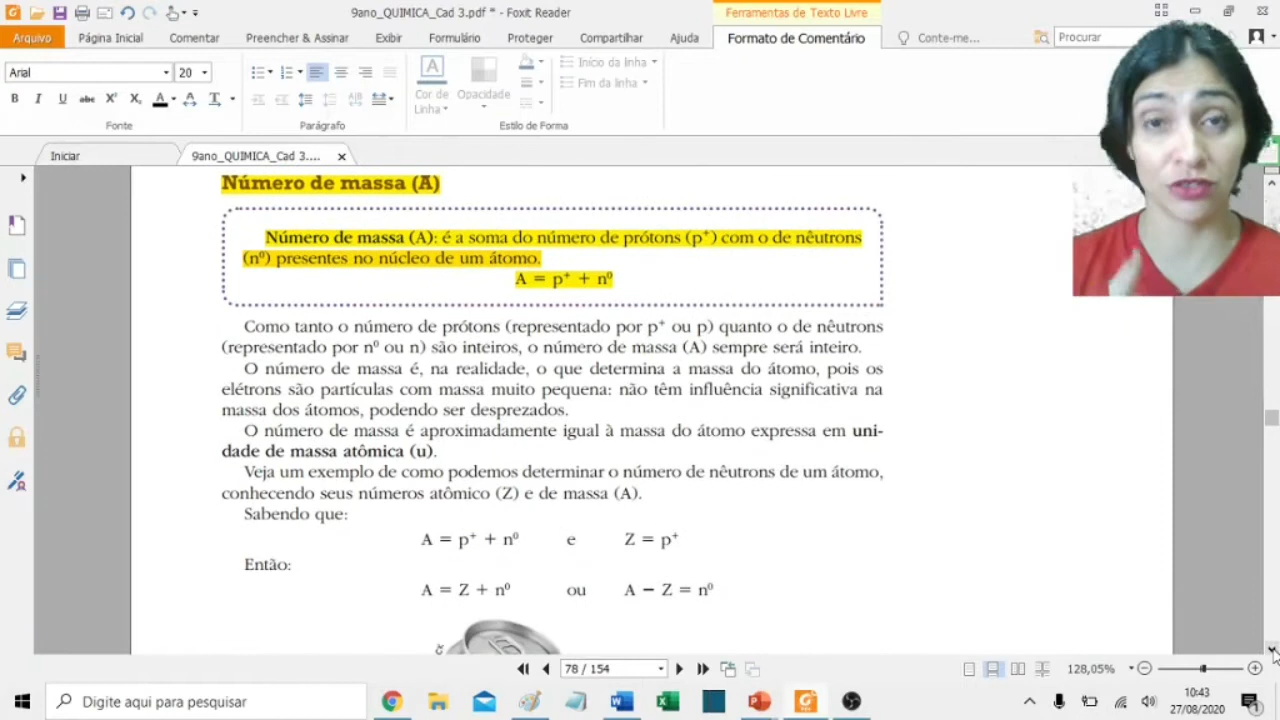 9ano_QUIMICA_Cad 3.pdf * - Foxit Reader
Ferramentas de Texto Livre
Arquivo
Página Inicial
Comentar
Preencher & Assinar
Exibir
Formulário
Proteger
Compartilhar
Ajuda
Formato de Comentário
Conte-me...
Procurar
Arial
20
Cor de Linha
Opacidade
Início da linha
Fim da linha
Fonte
Parágrafo
Estilo de Forma
Iniciar
9ano_QUIMICA_Cad 3....
Número de massa (A)
Número de massa (A): é a soma do número de prótons (p⁺) com o de nêutrons
(n⁰) presentes no núcleo de um átomo.
A = p⁺ + n⁰
Como tanto o número de prótons (representado por p⁺ ou p) quanto o de nêutrons
(representado por n⁰ ou n) são inteiros, o número de massa (A) sempre será inteiro.
O número de massa é, na realidade, o que determina a massa do átomo, pois os
elétrons são partículas com massa muito pequena: não têm influência significativa na
massa dos átomos, podendo ser desprezados.
O número de massa é aproximadamente igual à massa do átomo expressa em uni-
dade de massa atômica (u).
Veja um exemplo de como podemos determinar o número de nêutrons de um átomo,
conhecendo seus números atômico (Z) e de massa (A).
Sabendo que:
A = p⁺ + n⁰ e Z = p⁺
Então:
A = Z + n⁰ ou A − Z = n⁰
78 / 154
128,05%
Digite aqui para pesquisar
10:43
27/08/2020